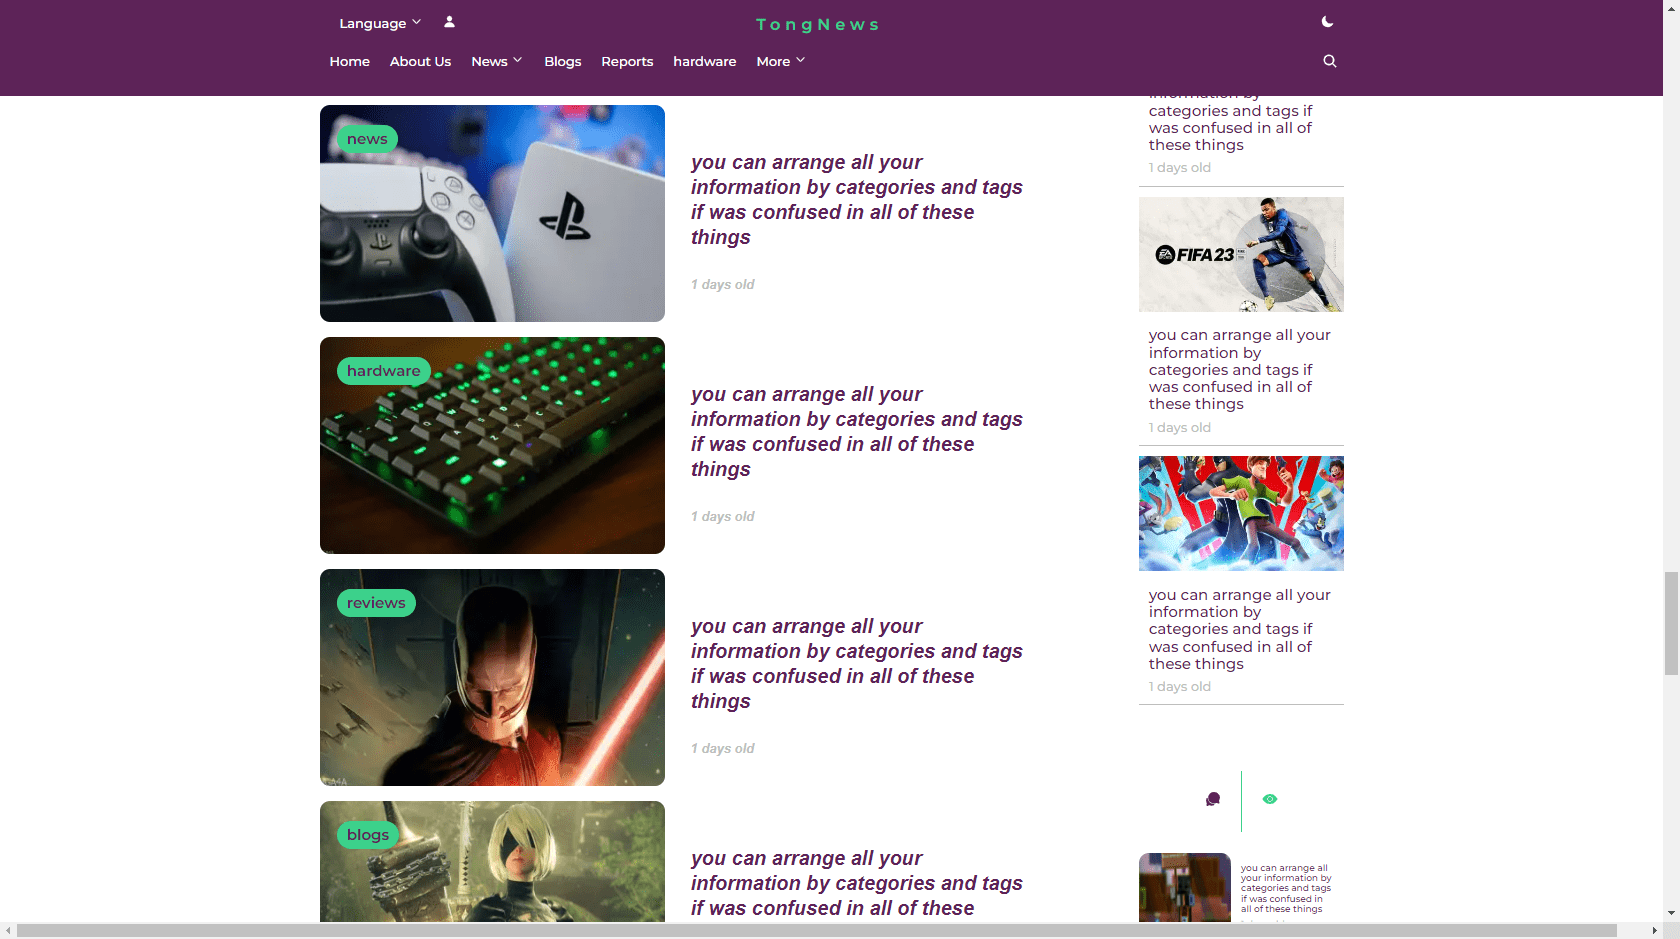 Language
TongNews
Home About Us News Blogs Reports hardware More
news
you can arrange all your
information by categories and tags
if was confused in all of these
things
1 days old
hardware
you can arrange all your
information by categories and tags
if was confused in all of these
things
1 days old
reviews
you can arrange all your
information by categories and tags
if was confused in all of these
things
1 days old
blogs
you can arrange all your
information by categories and tags
if was confused in all of these
information by
categories and tags if
was confused in all of
these things
1 days old
FIFA 23
you can arrange all your
information by
categories and tags if
was confused in all of
these things
1 days old
you can arrange all your
information by
categories and tags if
was confused in all of
these things
1 days old
you can arrange all
your information by
categories and tags
if was confused in
all of these things